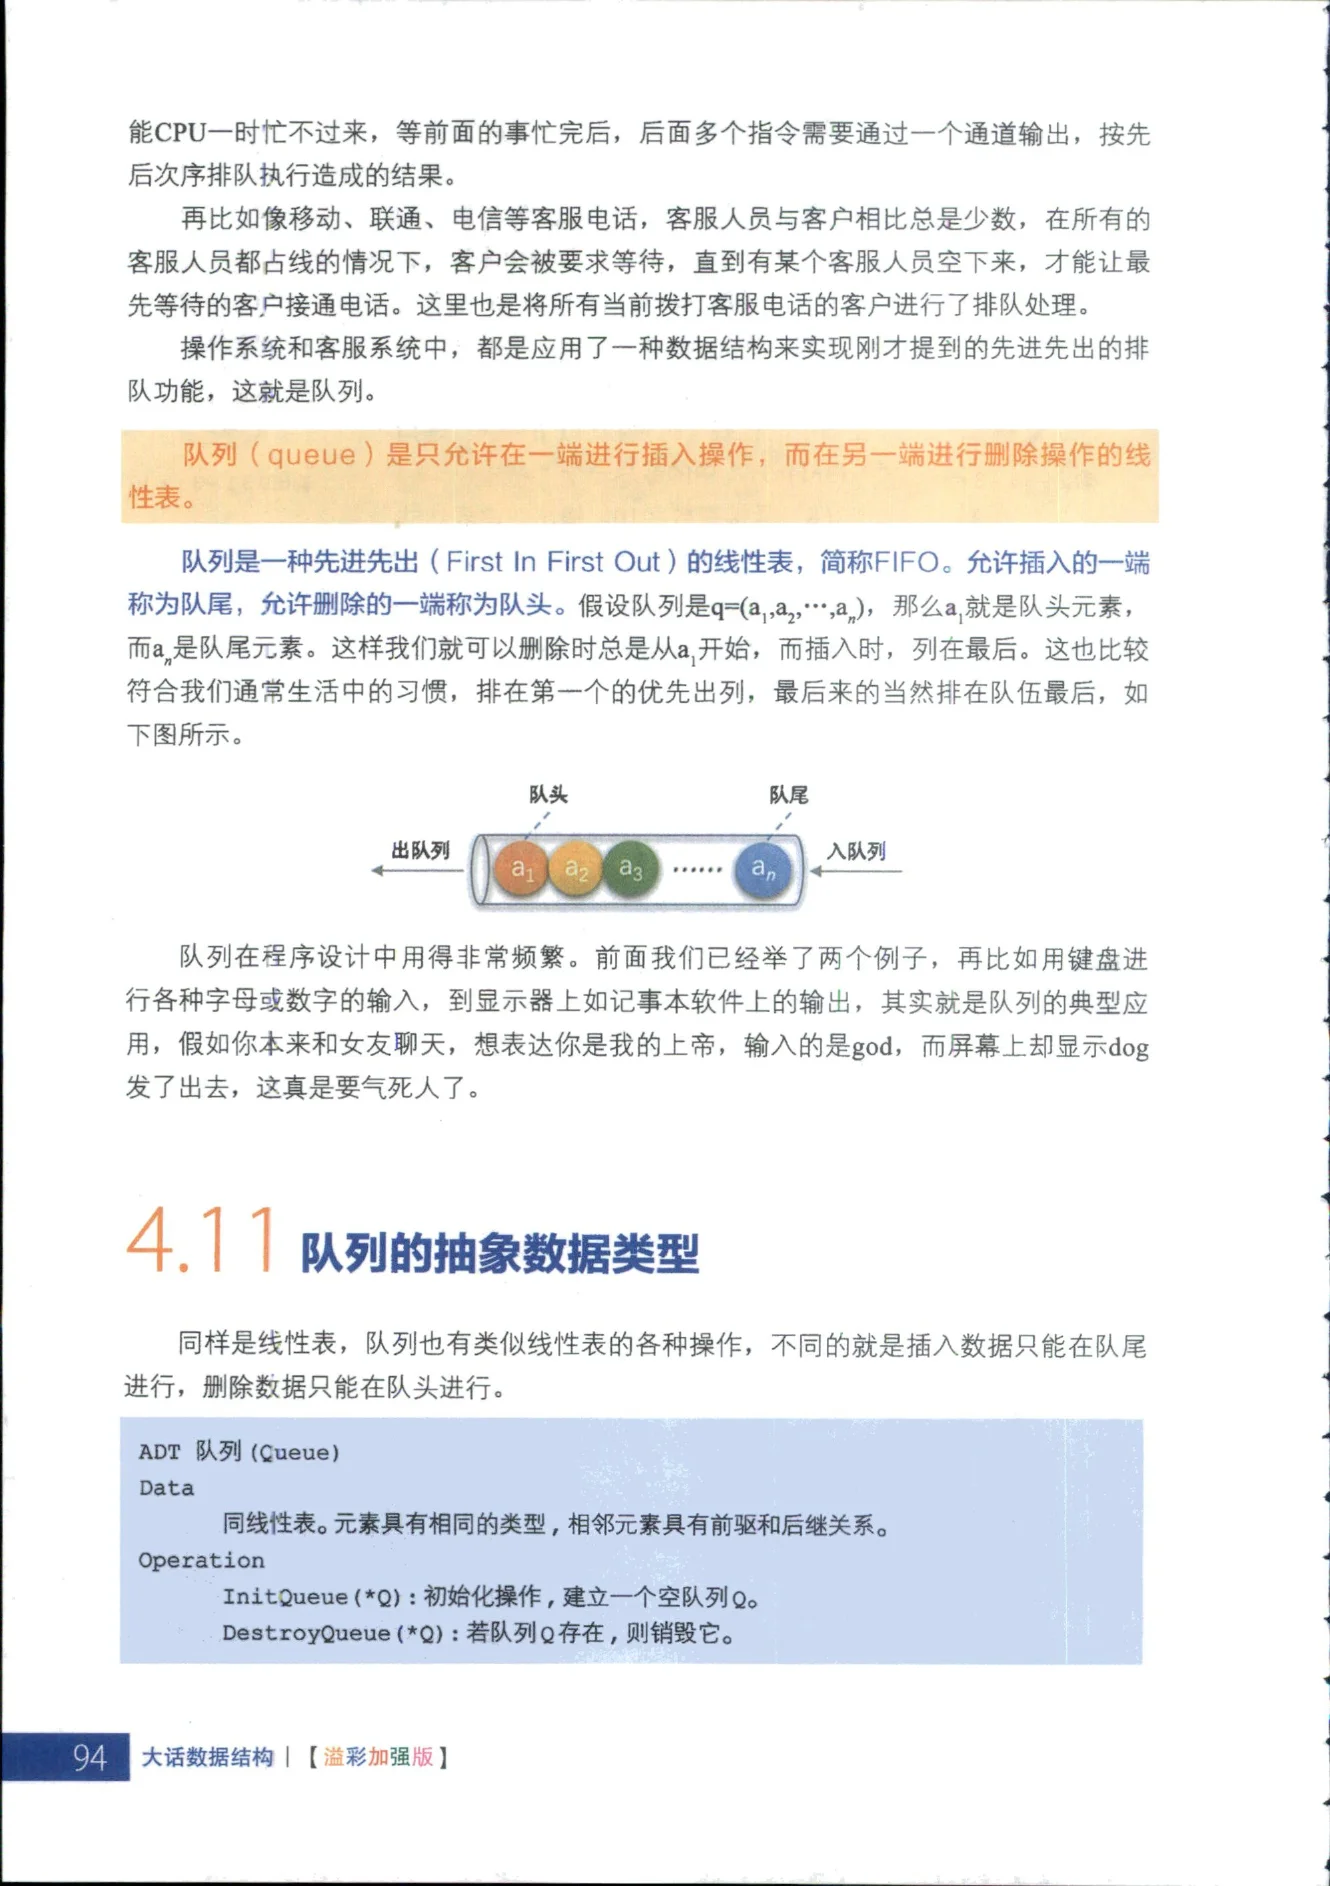 能CPU一时忙不过来，等前面的事忙完后，后面多个指令需要通过一个通道输出，按先
后次序排队执行造成的结果。
再比如像移动、联通、电信等客服电话，客服人员与客户相比总是少数，在所有的
客服人员都占线的情况下，客户会被要求等待，直到有某个客服人员空下来，才能让最
先等待的客户接通电话。这里也是将所有当前拨打客服电话的客户进行了排队处理。
操作系统和客服系统中，都是应用了一种数据结构来实现刚才提到的先进先出的排
队功能，这就是队列。
队列（queue）是只允许在一端进行插入操作，而在另一端进行删除操作的线
性表。
队列是一种先进先出（First In First Out）的线性表，简称FIFO。允许插入的一端
称为队尾，允许删除的一端称为队头。假设队列是q=(a₁,a₂,…,aₙ)，那么a₁就是队头元素，
而aₙ是队尾元素。这样我们就可以删除时总是从a₁开始，而插入时，列在最后。这也比较
符合我们通常生活中的习惯，排在第一个的优先出列，最后来的当然排在队伍最后，如
下图所示。
队头 队尾
出队列 a₁ a₂ a₃ …… aₙ 入队列
队列在程序设计中用得非常频繁。前面我们已经举了两个例子，再比如用键盘进
行各种字母或数字的输入，到显示器上如记事本软件上的输出，其实就是队列的典型应
用，假如你本来和女友聊天，想表达你是我的上帝，输入的是god，而屏幕上却显示dog
发了出去，这真是要气死人了。
4.11 队列的抽象数据类型
同样是线性表，队列也有类似线性表的各种操作，不同的就是插入数据只能在队尾
进行，删除数据只能在队头进行。
ADT 队列(Queue)
Data
同线性表。元素具有相同的类型，相邻元素具有前驱和后继关系。
Operation
InitQueue(*Q):初始化操作，建立一个空队列Q。
DestroyQueue(*Q):若队列Q存在，则销毁它。
94 大话数据结构 |【溢彩加强版】